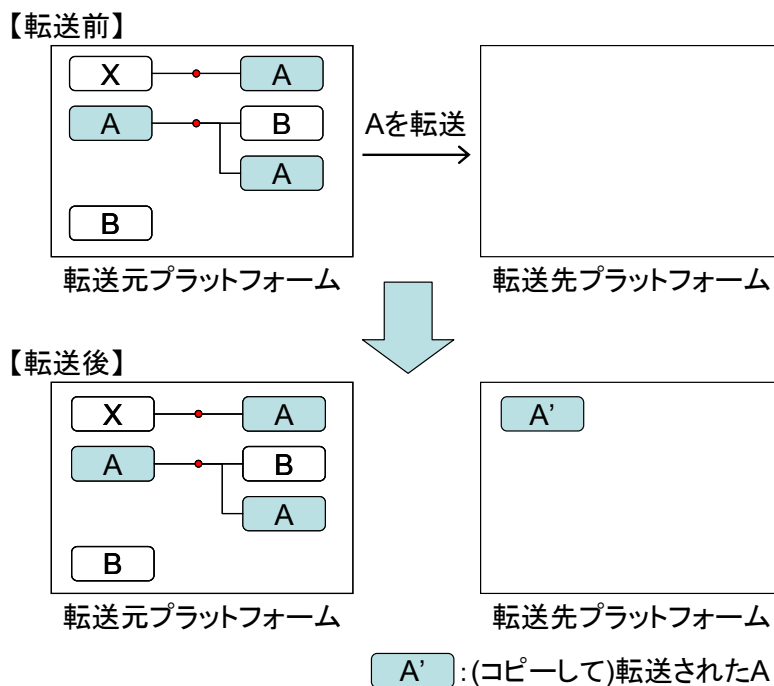 【転送前】
X
A
A
B
A
B
Aを転送
転送元プラットフォーム
転送先プラットフォーム
【転送後】
X
A
A
B
A
B
A’
転送元プラットフォーム
転送先プラットフォーム
A’ :(コピーして)転送されたA